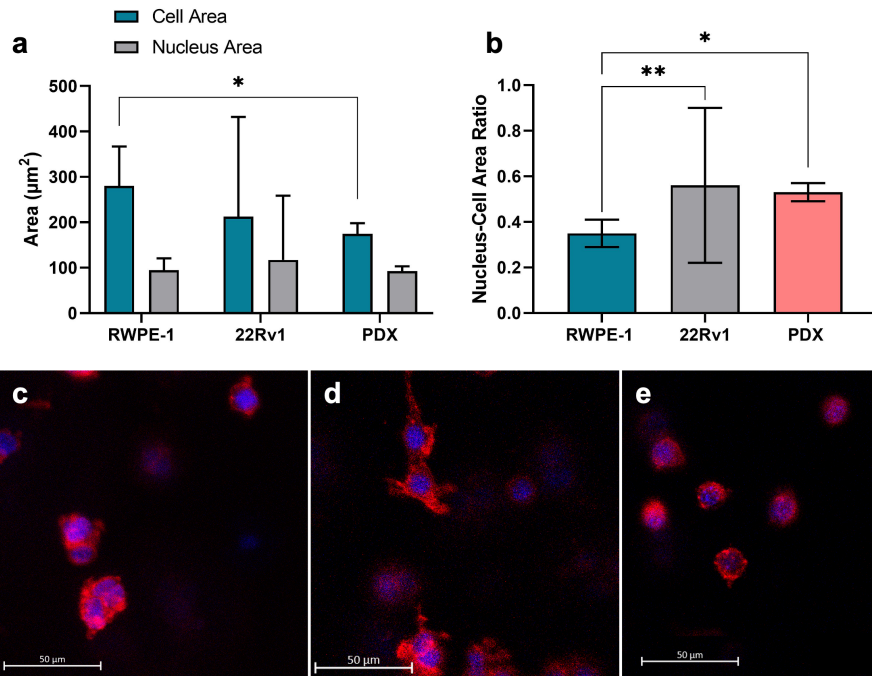 Cell Area
Nucleus Area
a
*
500
400
300
200
100
0
Area (µm²)
RWPE-1 22Rv1 PDX
b
*
**
1.0
0.8
0.6
0.4
0.2
0.0
Nucleus-Cell Area Ratio
RWPE-1 22Rv1 PDX
c
50 µm
d
50 µm
e
50 µm